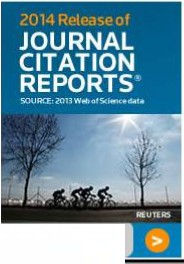 2014 Release of
JOURNAL
CITATION
REPORTS®
SOURCE: 2013 Web of Science data
REUTERS
>